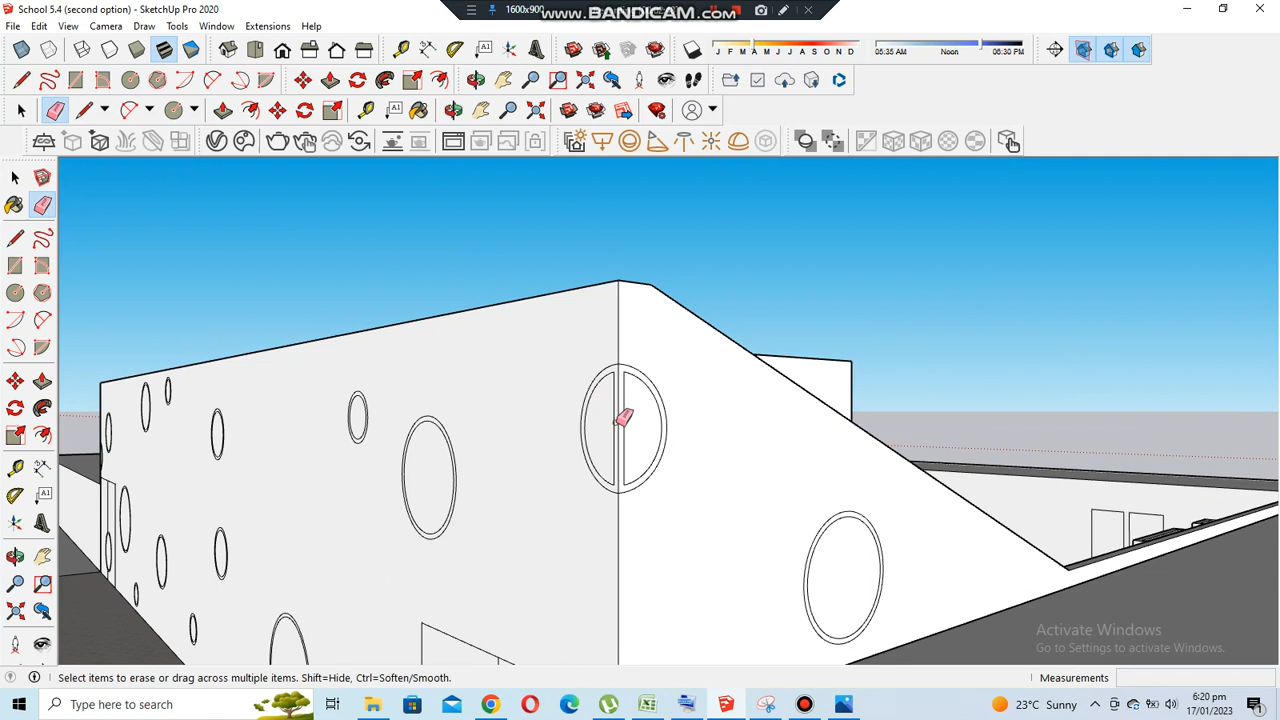 School 5.4 (second option) - SketchUp Pro 2020
www.BANDICAM.com
1600x900
File Edit View Camera Draw Tools Window Extensions Help
J F M A M J J A S O N D
05:35 AM Noon 06:30 PM
Activate Windows
Go to Settings to activate Windows.
Select items to erase or drag across multiple items. Shift=Hide, Ctrl=Soften/Smooth.
Measurements
Type here to search
23°C Sunny
6:20 pm
17/01/2023